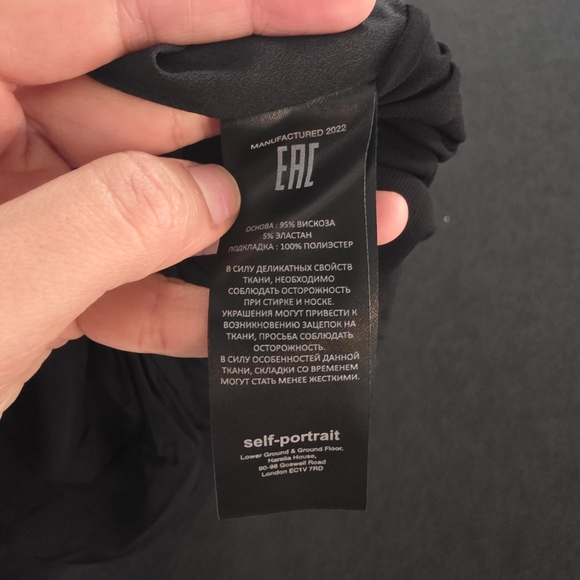 MANUFACTURED 2022
EAC
ОСНОВА : 95% ВИСКОЗА
5% ЭЛАСТАН
ПОДКЛАДКА : 100% ПОЛИЭСТЕР
В СИЛУ ДЕЛИКАТНЫХ СВОЙСТВ
ТКАНИ, НЕОБХОДИМО
СОБЛЮДАТЬ ОСТОРОЖНОСТЬ
ПРИ СТИРКЕ И НОСКЕ.
УКРАШЕНИЯ МОГУТ ПРИВЕСТИ К
ВОЗНИКНОВЕНИЮ ЗАЦЕПОК НА
ТКАНИ, ПРОСЬБА СОБЛЮДАТЬ
ОСТОРОЖНОСТЬ.
В СИЛУ ОСОБЕННОСТЕЙ ДАННОЙ
ТКАНИ, СКЛАДКИ СО ВРЕМЕНЕМ
МОГУТ СТАТЬ МЕНЕЕ ЖЕСТКИМИ.
self-portrait
Lower Ground & Ground Floor,
Harella House,
90-98 Goswell Road
London EC1V 7RD